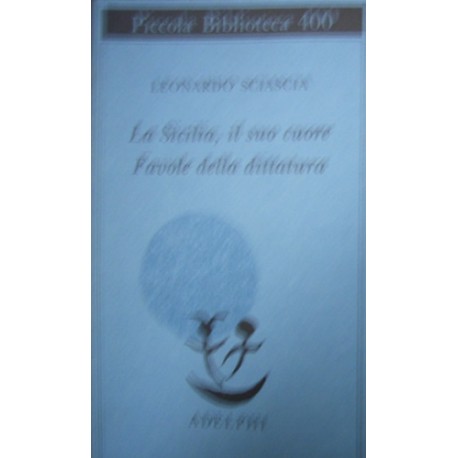 Piccola Biblioteca 400
LEONARDO SCIASCIA
La Sicilia, il suo cuore
Favole della dittatura
ADELPHI